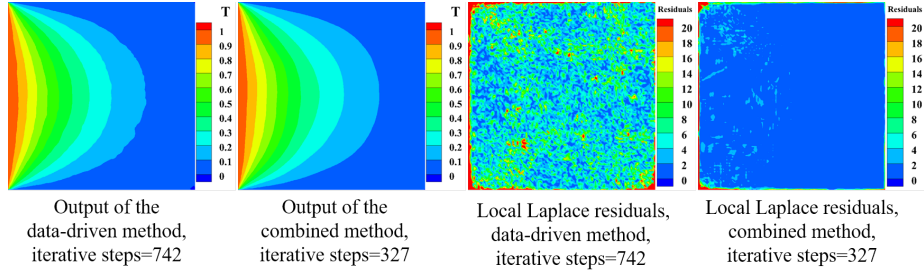 T
1
0.9
0.8
0.7
0.6
0.5
0.4
0.3
0.2
0.1
0
T
1
0.9
0.8
0.7
0.6
0.5
0.4
0.3
0.2
0.1
0
Residuals
20
18
16
14
12
10
8
6
4
2
0
Residuals
20
18
16
14
12
10
8
6
4
2
0
Output of the
data-driven method,
iterative steps=742
Output of the
combined method,
iterative steps=327
Local Laplace residuals,
data-driven method,
iterative steps=742
Local Laplace residuals,
combined method,
iterative steps=327